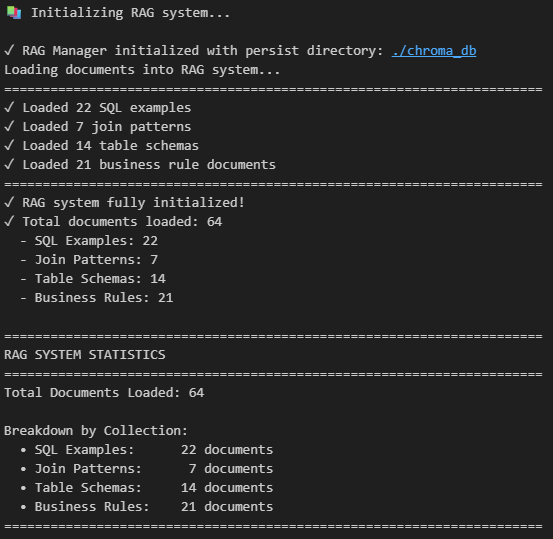 Initializing RAG system...
✓ RAG Manager initialized with persist directory: ./chroma_db
Loading documents into RAG system...
======================================================================
✓ Loaded 22 SQL examples
✓ Loaded 7 join patterns
✓ Loaded 14 table schemas
✓ Loaded 21 business rule documents
======================================================================
✓ RAG system fully initialized!
✓ Total documents loaded: 64
  - SQL Examples: 22
  - Join Patterns: 7
  - Table Schemas: 14
  - Business Rules: 21
======================================================================
RAG SYSTEM STATISTICS
======================================================================
Total Documents Loaded: 64
Breakdown by Collection:
  • SQL Examples:      22 documents
  • Join Patterns:      7 documents
  • Table Schemas:     14 documents
  • Business Rules:    21 documents
======================================================================